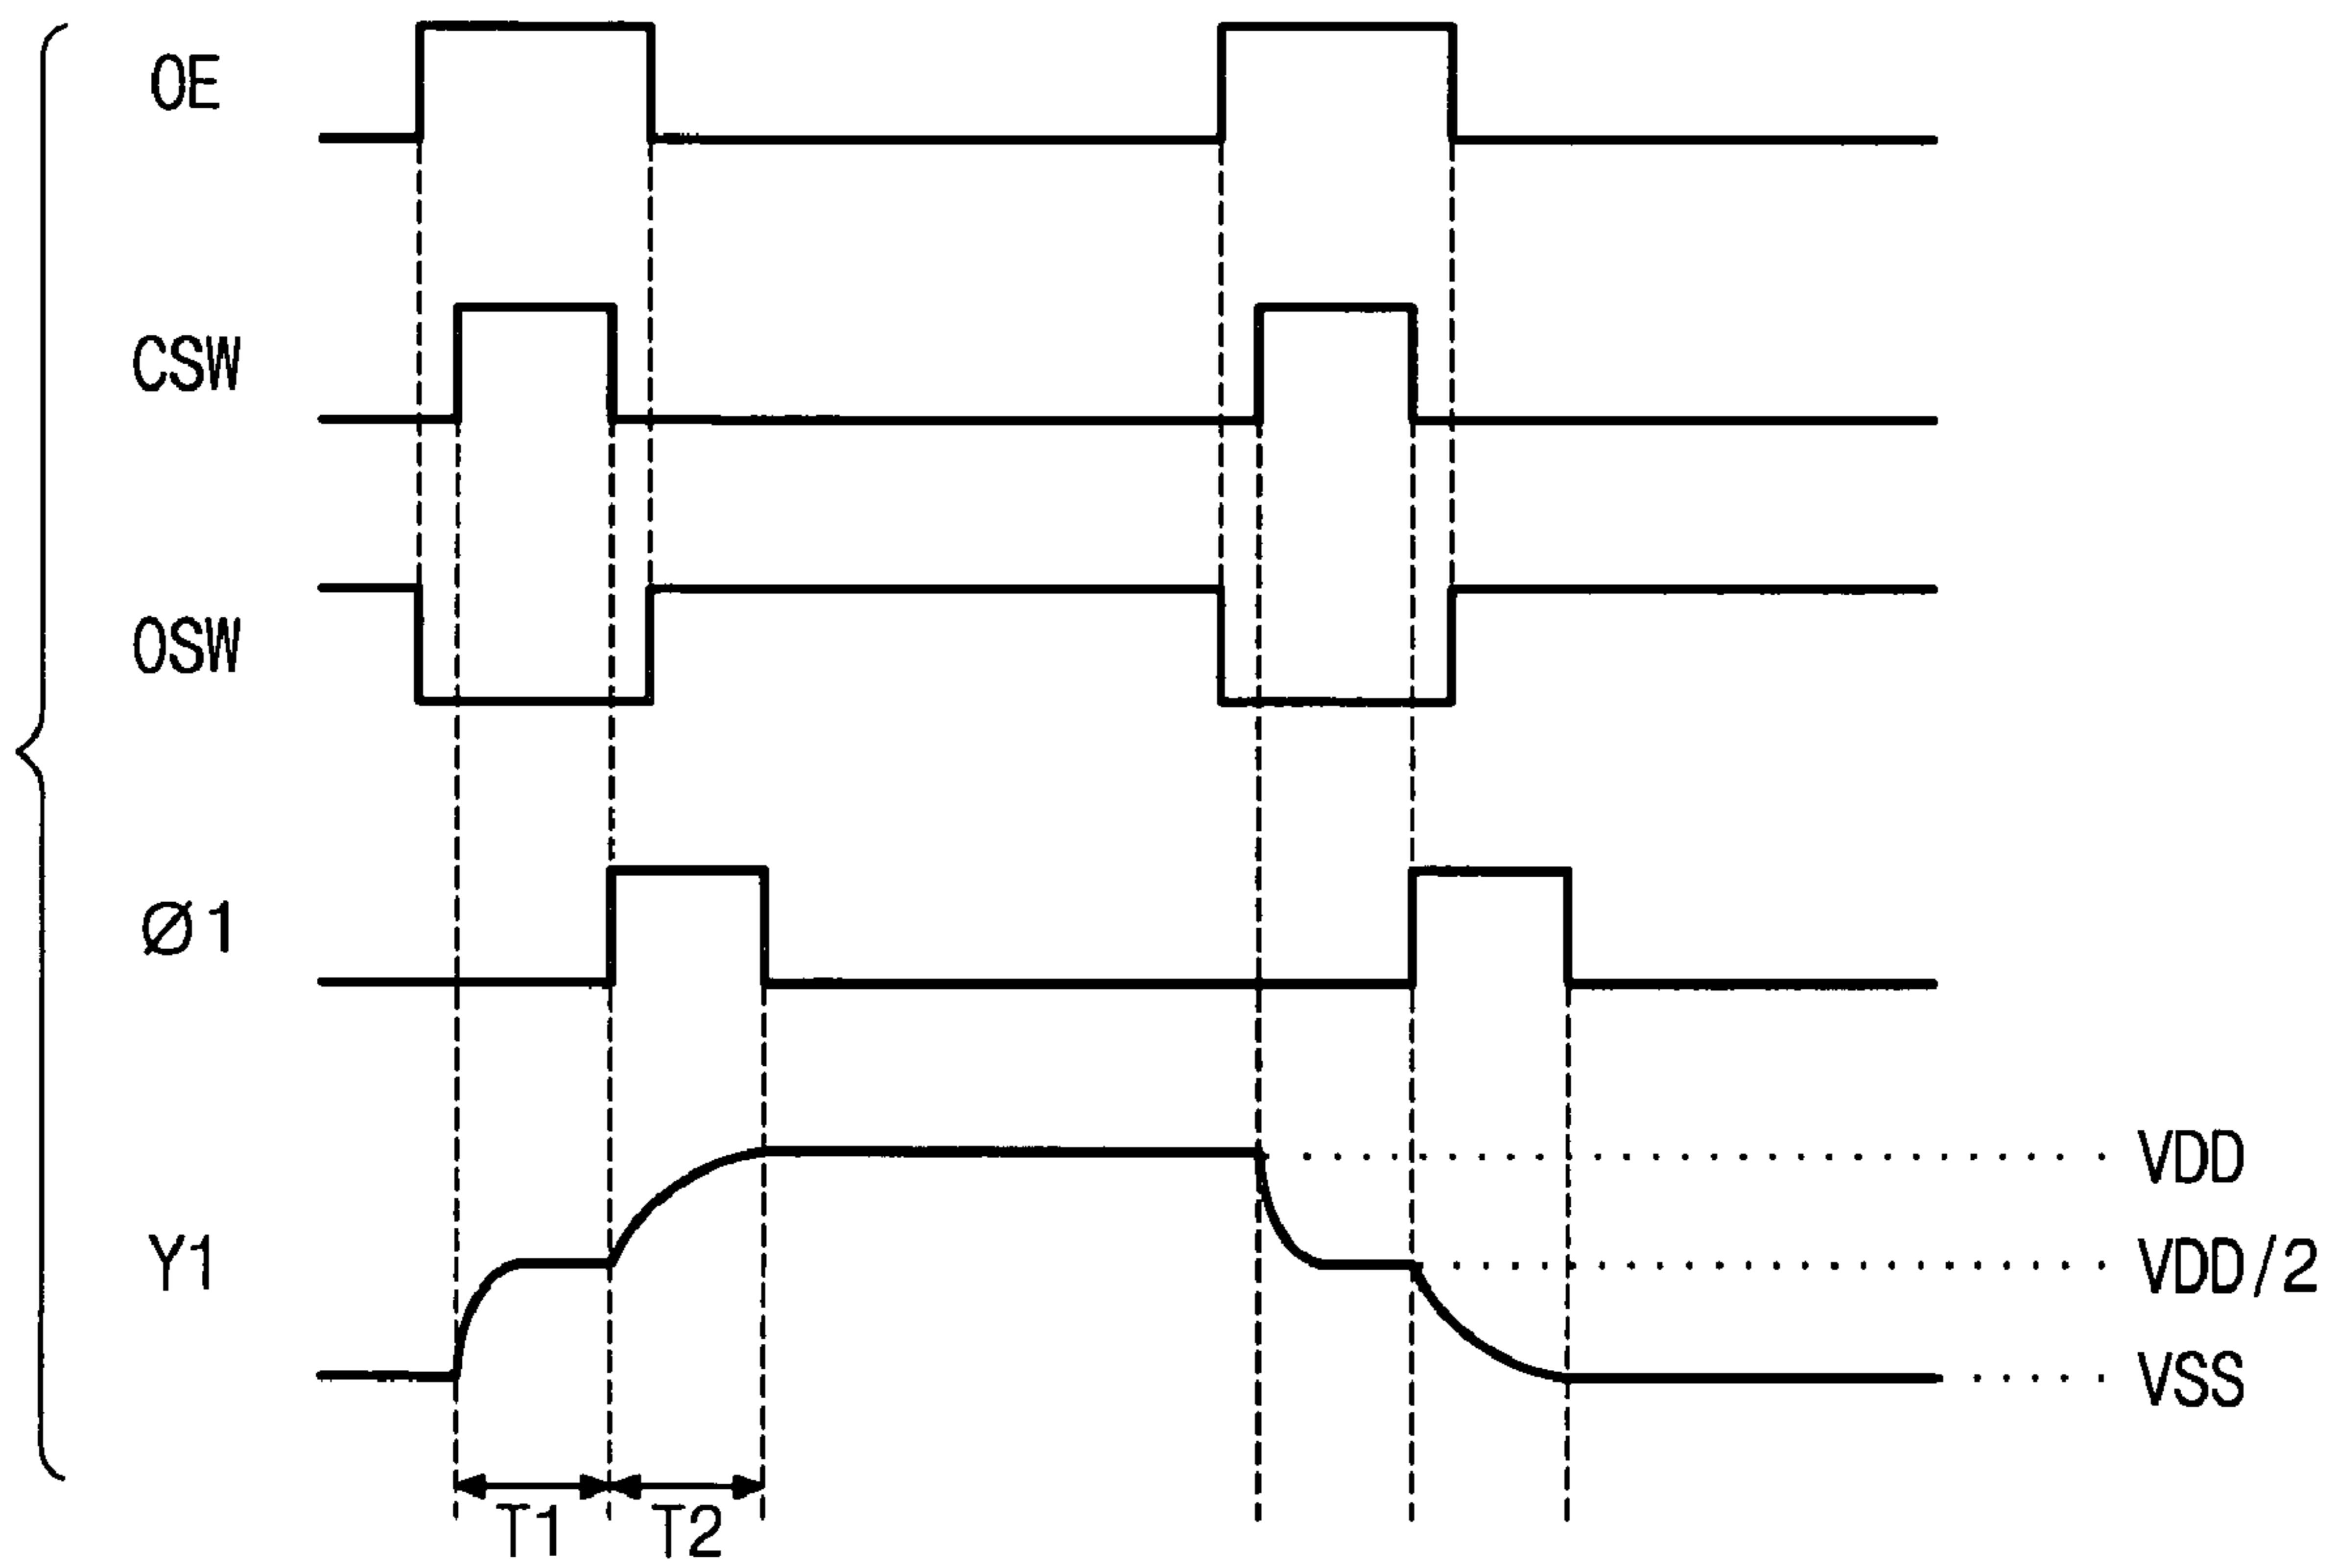 OE
CSW
OSW
Ø1
Y1
VDD
VDD/2
VSS
T1
T2